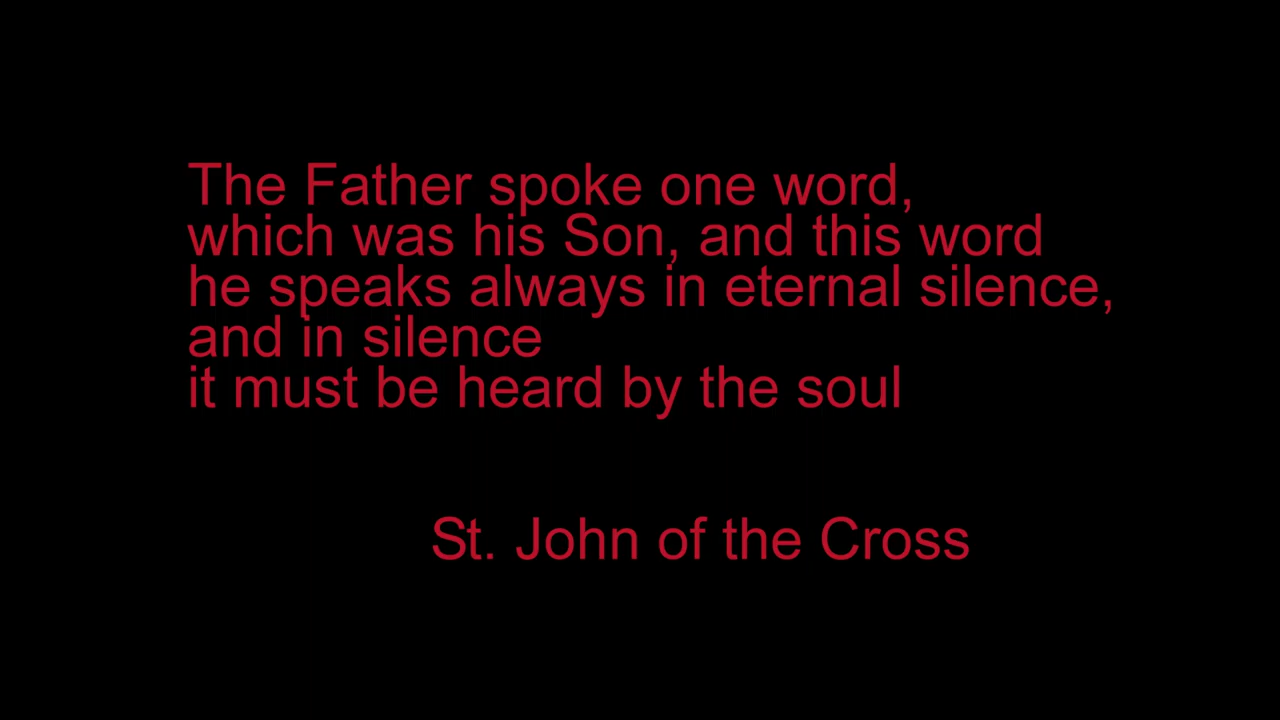 The Father spoke one word,
which was his Son, and this word
he speaks always in eternal silence,
and in silence
it must be heard by the soul
St. John of the Cross